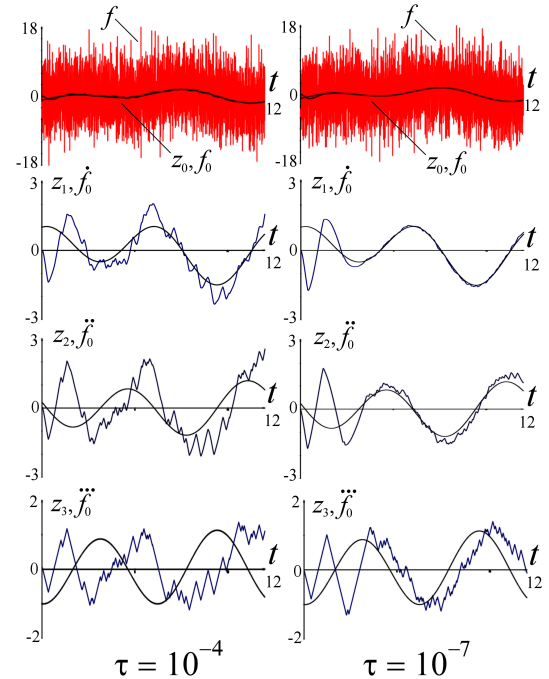 18
f
t
0
12
z₀, f₀
-18
18
f
t
0
12
z₀, f₀
-18
3
z₁, ḟ₀
t
0
12
-3
3
z₁, ḟ₀
t
0
12
-3
3
z₂, f̈₀
t
0
12
-3
3
z₂, f̈₀
t
0
12
-3
2
z₃, f⃛₀
t
0
12
-2
2
z₃, f⃛₀
t
0
12
-2
τ = 10⁻⁴
τ = 10⁻⁷